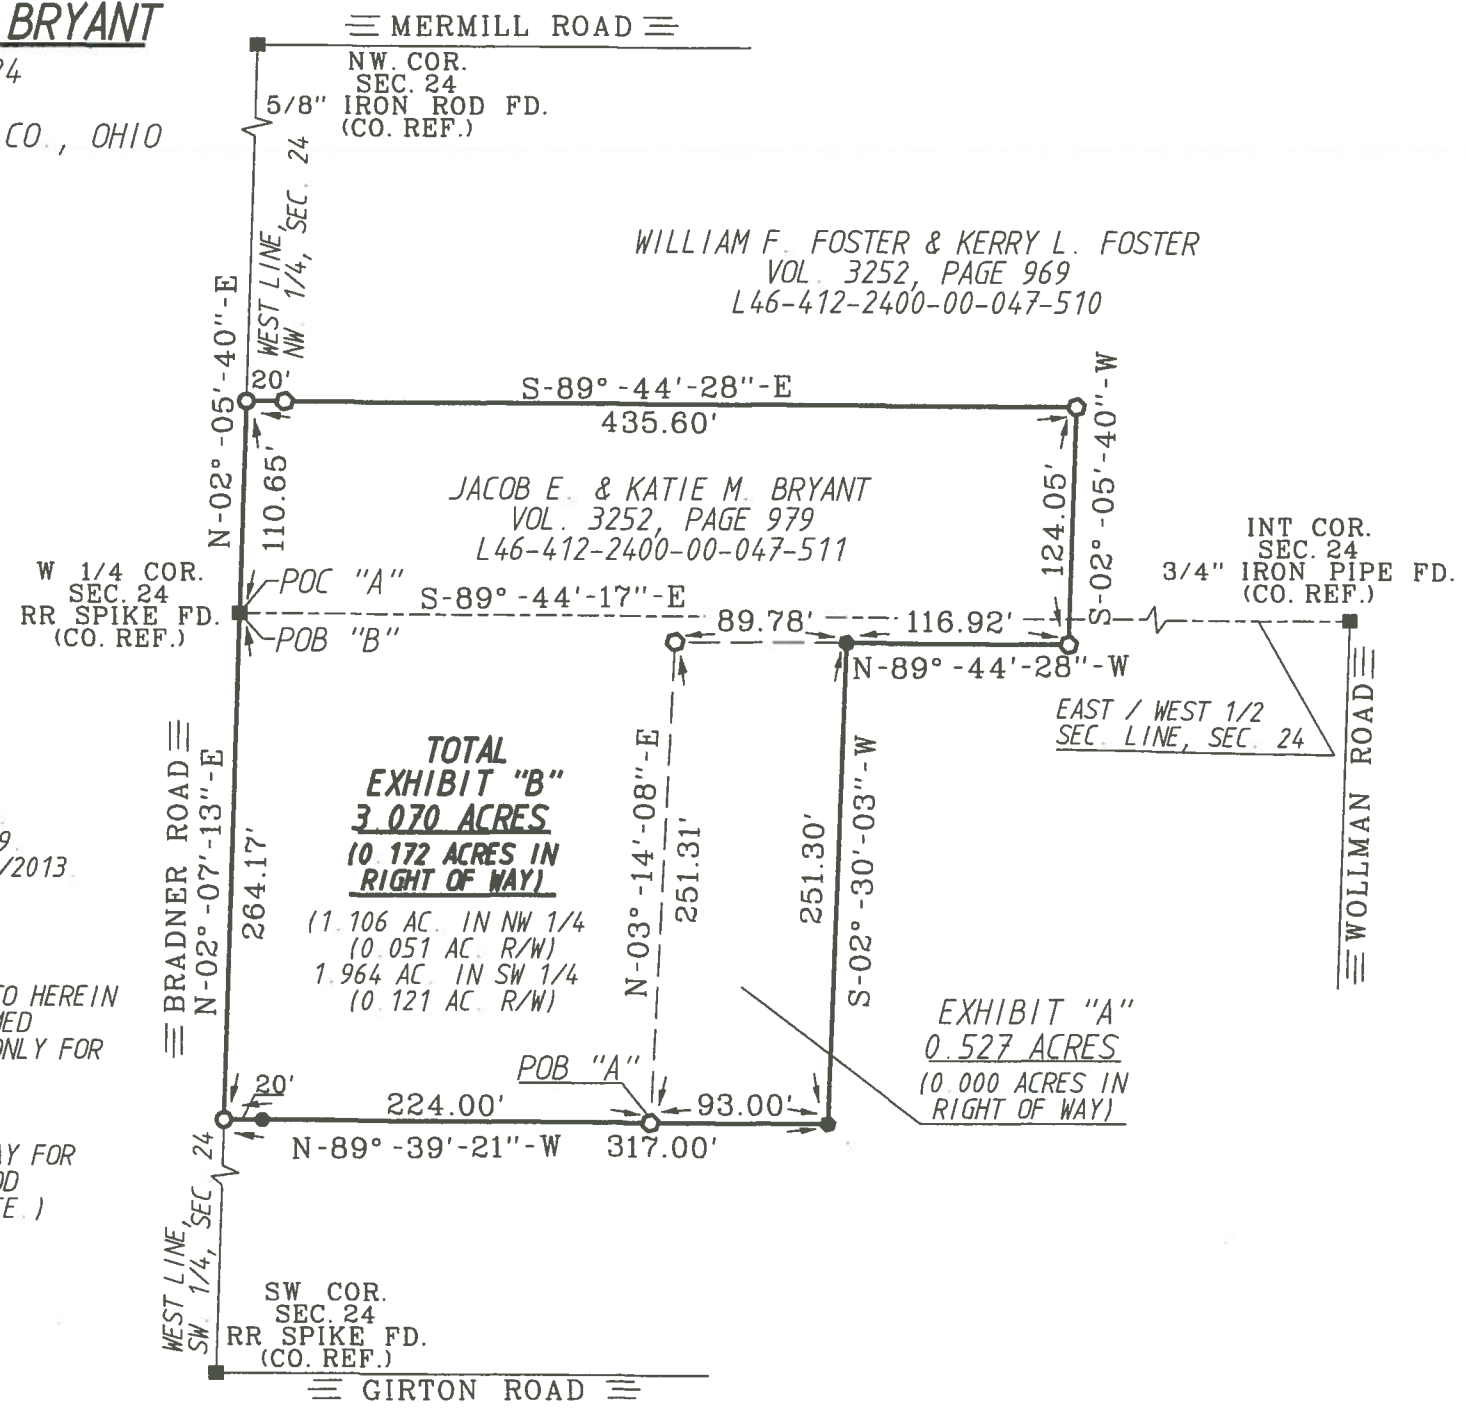 BRYANT
CO., OHIO
MERMILL ROAD
NW. COR.
SEC. 24
5/8" IRON ROD FD.
(CO. REF.)
WEST LINE,
NW 1/4, SEC. 24
WILLIAM F. FOSTER & KERRY L. FOSTER
VOL. 3252, PAGE 969
L46-412-2400-00-047-510
N-02°-05'-40"-E
20'
S-89°-44'-28"-E
435.60'
110.65'
JACOB E. & KATIE M. BRYANT
VOL. 3252, PAGE 979
L46-412-2400-00-047-511
124.05'
S-02°-05'-40"-W
INT COR.
SEC. 24
3/4" IRON PIPE FD.
(CO. REF.)
W 1/4 COR.
SEC. 24
RR SPIKE FD.
(CO. REF.)
POC "A"
S-89°-44'-17"-E
POB "B"
89.78'
116.92'
N-89°-44'-28"-W
EAST / WEST 1/2
SEC. LINE, SEC. 24
WOLLMAN ROAD
BRADNER ROAD
N-02°-07'-13"-E
264.17'
TOTAL
EXHIBIT "B"
3.070 ACRES
(0.172 ACRES IN
RIGHT OF WAY)
(1.106 AC. IN NW 1/4
(0.051 AC. R/W)
1.964 AC. IN SW 1/4
(0.121 AC. R/W)
N-03°-14'-08"-E
251.31'
251.30'
S-02°-30'-03"-W
/2013
TO HEREIN
ONLY FOR
EXHIBIT "A"
0.527 ACRES
(0.000 ACRES IN
RIGHT OF WAY)
POB "A"
20'
224.00'
93.00'
N-89°-39'-21"-W
317.00'
FOR
WEST LINE,
SW 1/4, SEC. 24
SW COR.
SEC. 24
RR SPIKE FD.
(CO. REF.)
GIRTON ROAD